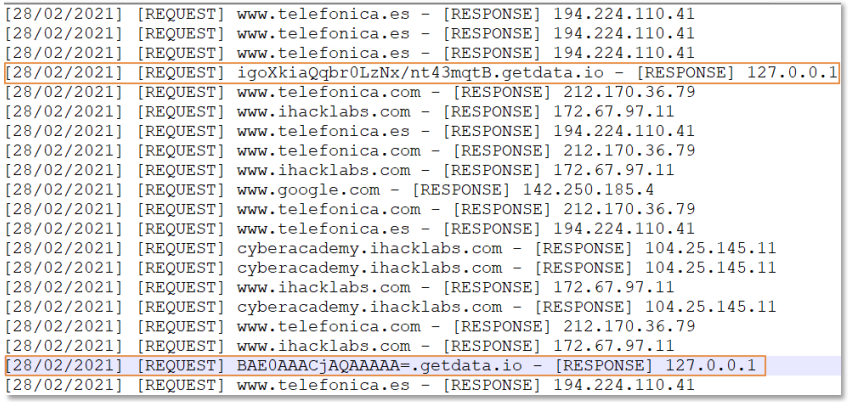 [28/02/2021] [REQUEST] www.telefonica.es - [RESPONSE] 194.224.110.41
[28/02/2021] [REQUEST] www.telefonica.es - [RESPONSE] 194.224.110.41
[28/02/2021] [REQUEST] www.telefonica.es - [RESPONSE] 194.224.110.41
[28/02/2021] [REQUEST] igoXkiaQqbr0LzNx/nt43mqtB.getdata.io - [RESPONSE] 127.0.0.1
[28/02/2021] [REQUEST] www.telefonica.com - [RESPONSE] 212.170.36.79
[28/02/2021] [REQUEST] www.ihacklabs.com - [RESPONSE] 172.67.97.11
[28/02/2021] [REQUEST] www.telefonica.es - [RESPONSE] 194.224.110.41
[28/02/2021] [REQUEST] www.telefonica.com - [RESPONSE] 212.170.36.79
[28/02/2021] [REQUEST] www.ihacklabs.com - [RESPONSE] 172.67.97.11
[28/02/2021] [REQUEST] www.google.com - [RESPONSE] 142.250.185.4
[28/02/2021] [REQUEST] www.telefonica.com - [RESPONSE] 212.170.36.79
[28/02/2021] [REQUEST] www.telefonica.es - [RESPONSE] 194.224.110.41
[28/02/2021] [REQUEST] cyberacademy.ihacklabs.com - [RESPONSE] 104.25.145.11
[28/02/2021] [REQUEST] cyberacademy.ihacklabs.com - [RESPONSE] 104.25.145.11
[28/02/2021] [REQUEST] www.ihacklabs.com - [RESPONSE] 172.67.97.11
[28/02/2021] [REQUEST] cyberacademy.ihacklabs.com - [RESPONSE] 104.25.145.11
[28/02/2021] [REQUEST] www.telefonica.com - [RESPONSE] 212.170.36.79
[28/02/2021] [REQUEST] www.ihacklabs.com - [RESPONSE] 172.67.97.11
[28/02/2021] [REQUEST] BAE0AAACjAQAAAAA=.getdata.io - [RESPONSE] 127.0.0.1
[28/02/2021] [REQUEST] www.telefonica.es - [RESPONSE] 194.224.110.41